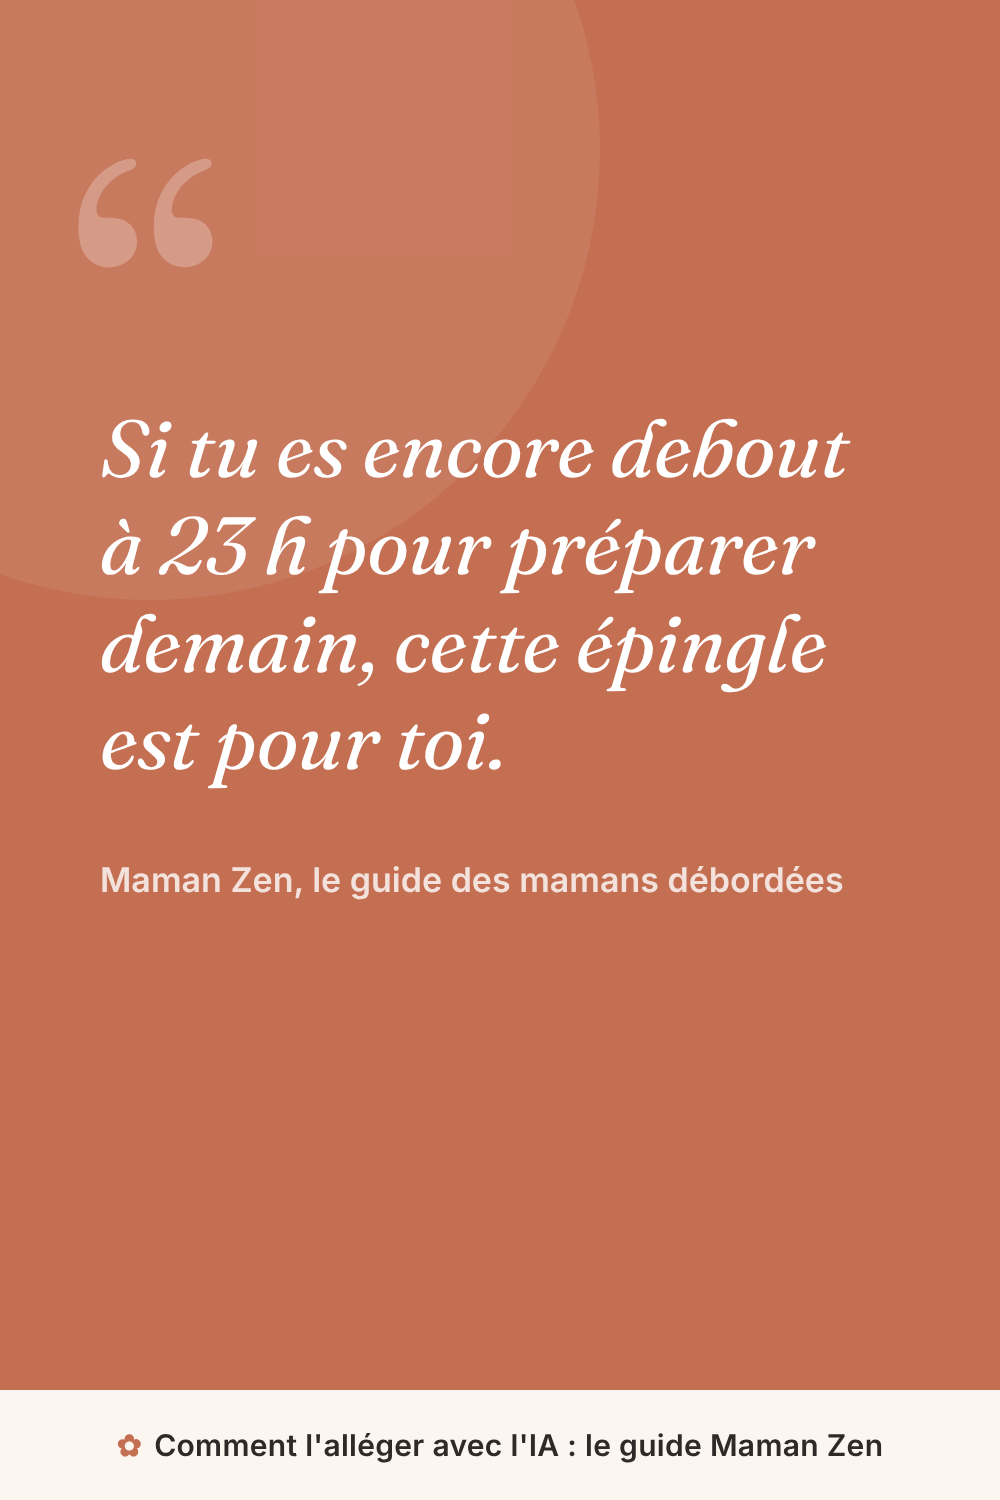 “
Si tu es encore debout
à 23 h pour préparer
demain, cette épingle
est pour toi.
Maman Zen, le guide des mamans débordées
✿ Comment l'alléger avec l'IA : le guide Maman Zen